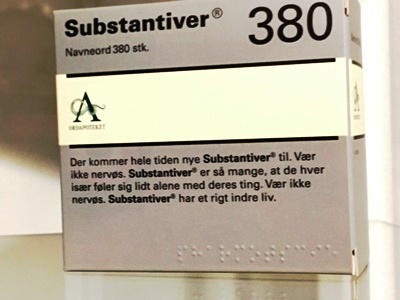 Substantiver® 380
Navneord 380 stk.
A
ORDAPOTEKET
Der kommer hele tiden nye Substantiver® til. Vær
ikke nervøs. Substantiver® er så mange, at de hver
især føler sig lidt alene med deres ting. Vær ikke
nervøs. Substantiver® har et rigt indre liv.